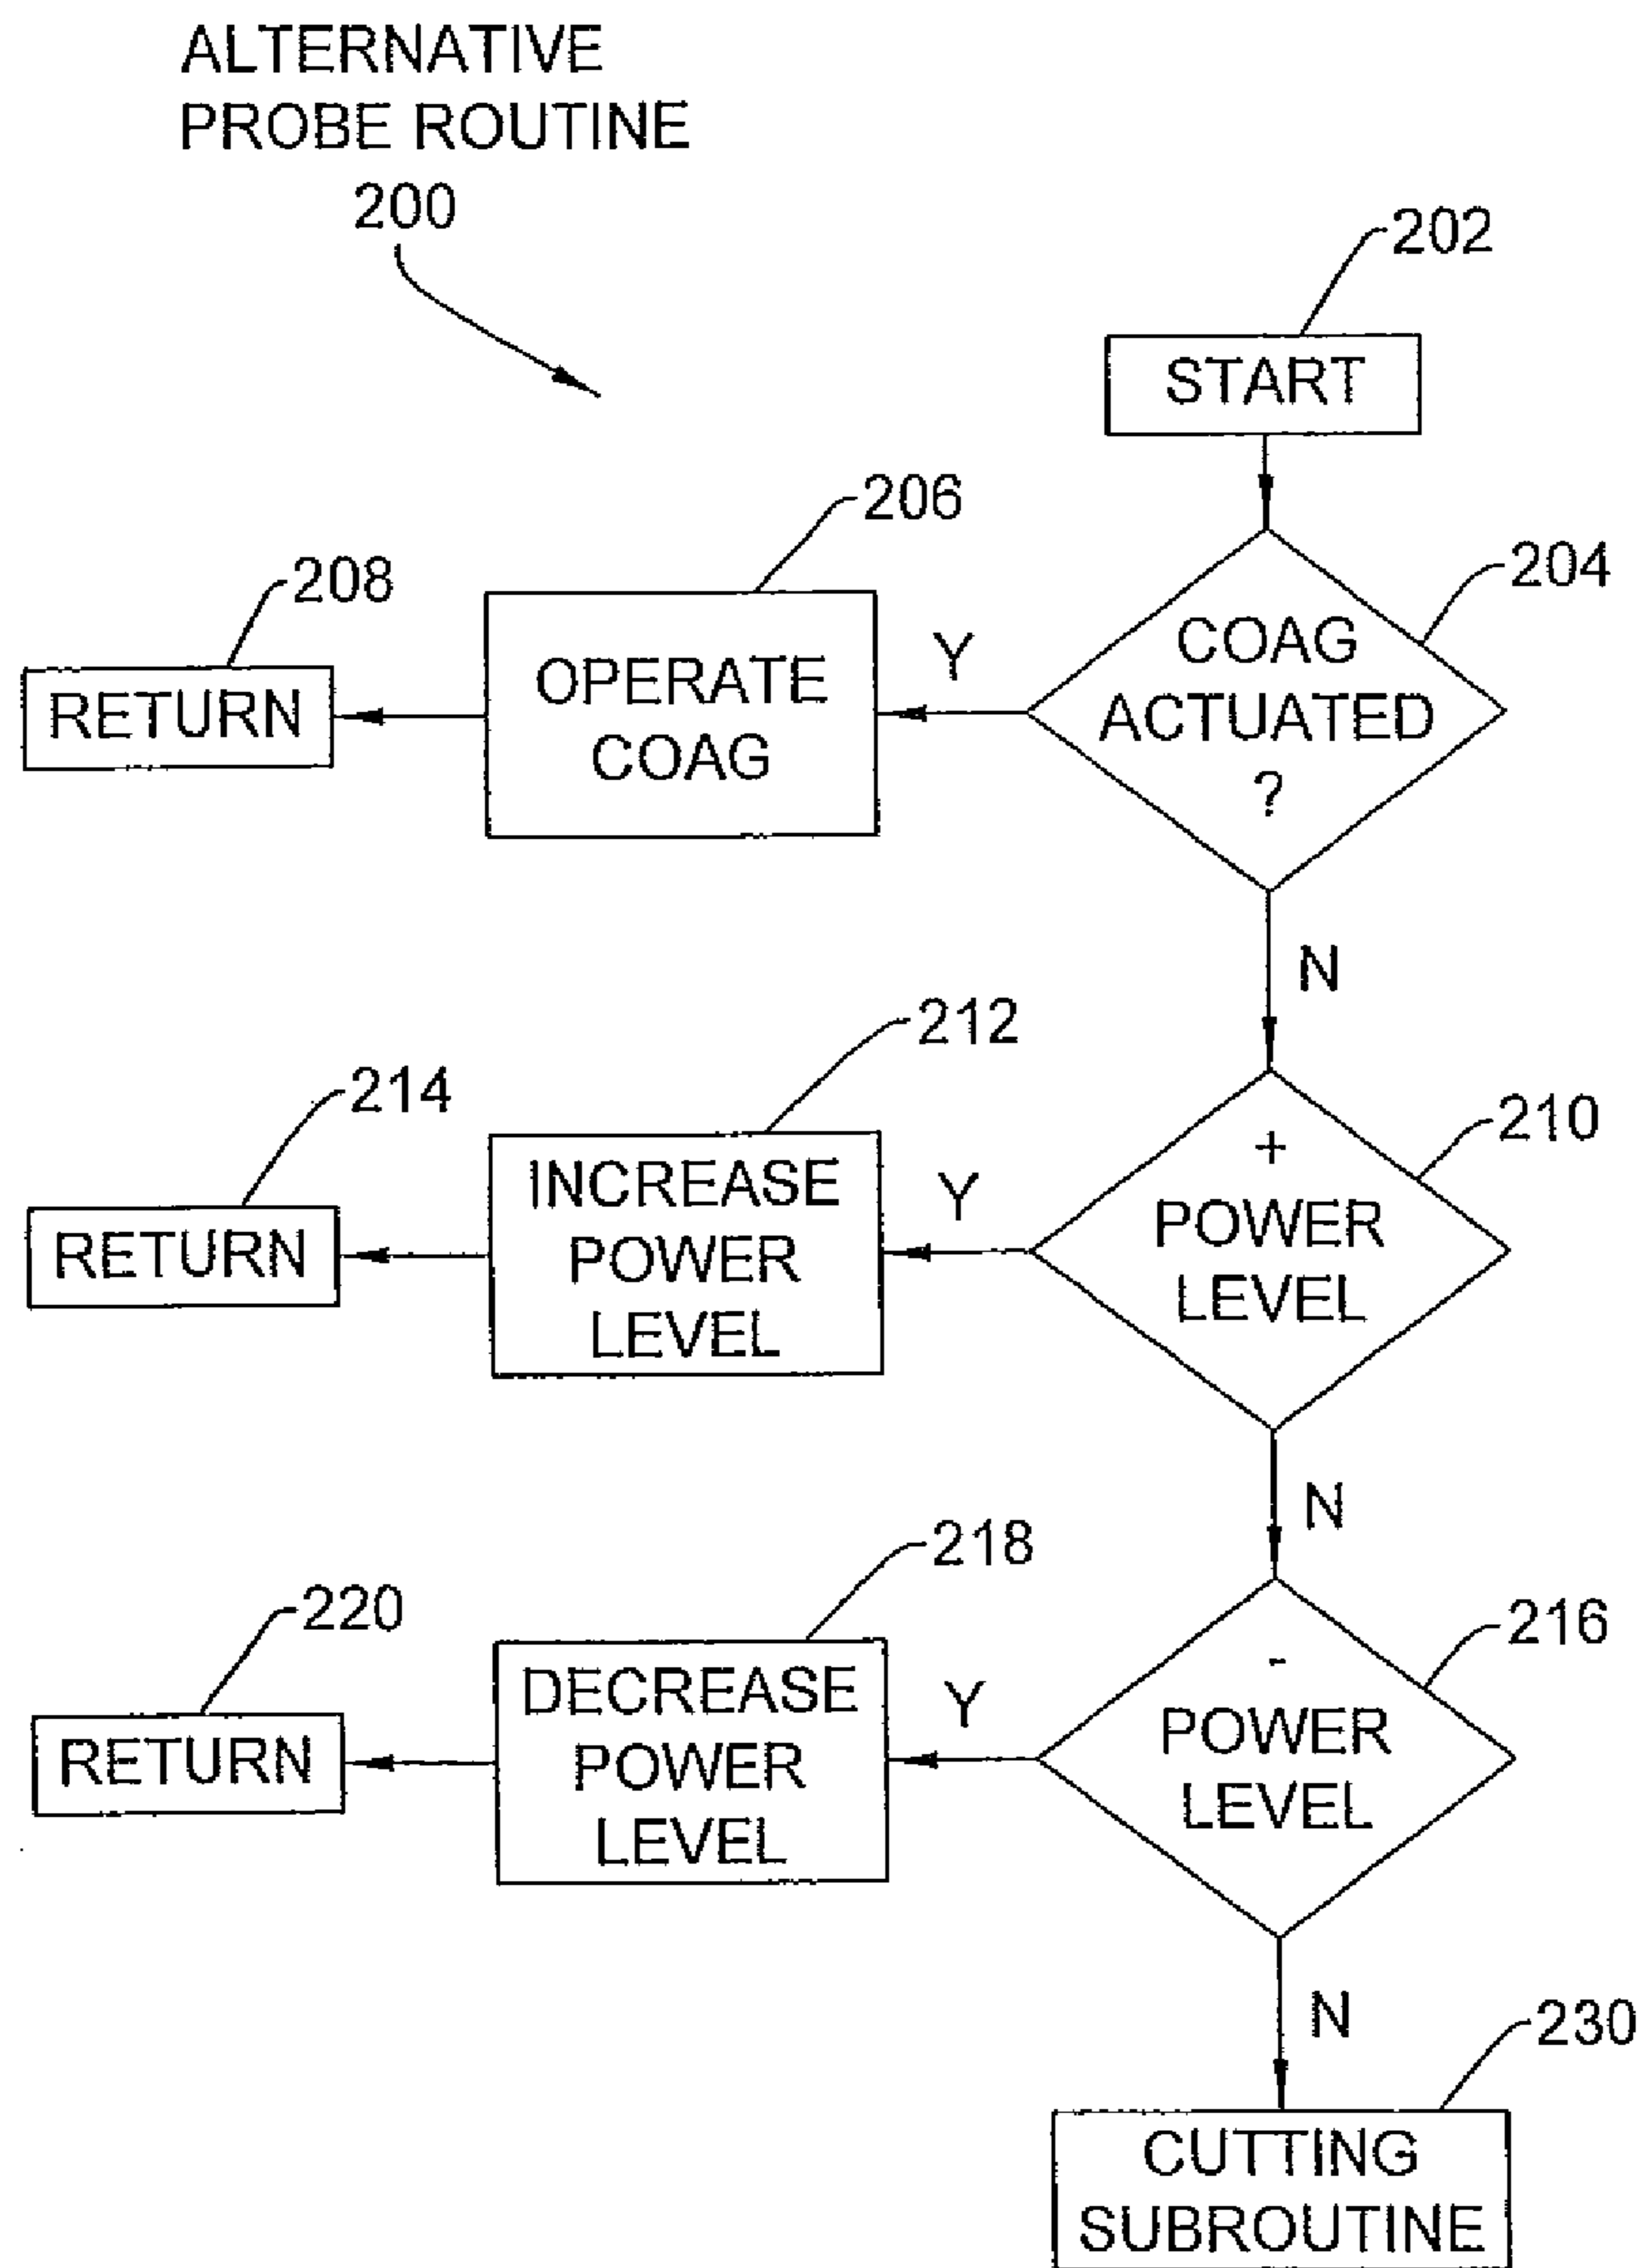 ALTERNATIVE
PROBE ROUTINE
200
202
START
206
204
208
COAG
ACTUATED
?
Y
OPERATE
COAG
RETURN
N
212
214
210
+
POWER
LEVEL
Y
INCREASE
POWER
LEVEL
RETURN
N
218
220
216
-
POWER
LEVEL
Y
DECREASE
POWER
LEVEL
RETURN
N
230
CUTTING
SUBROUTINE